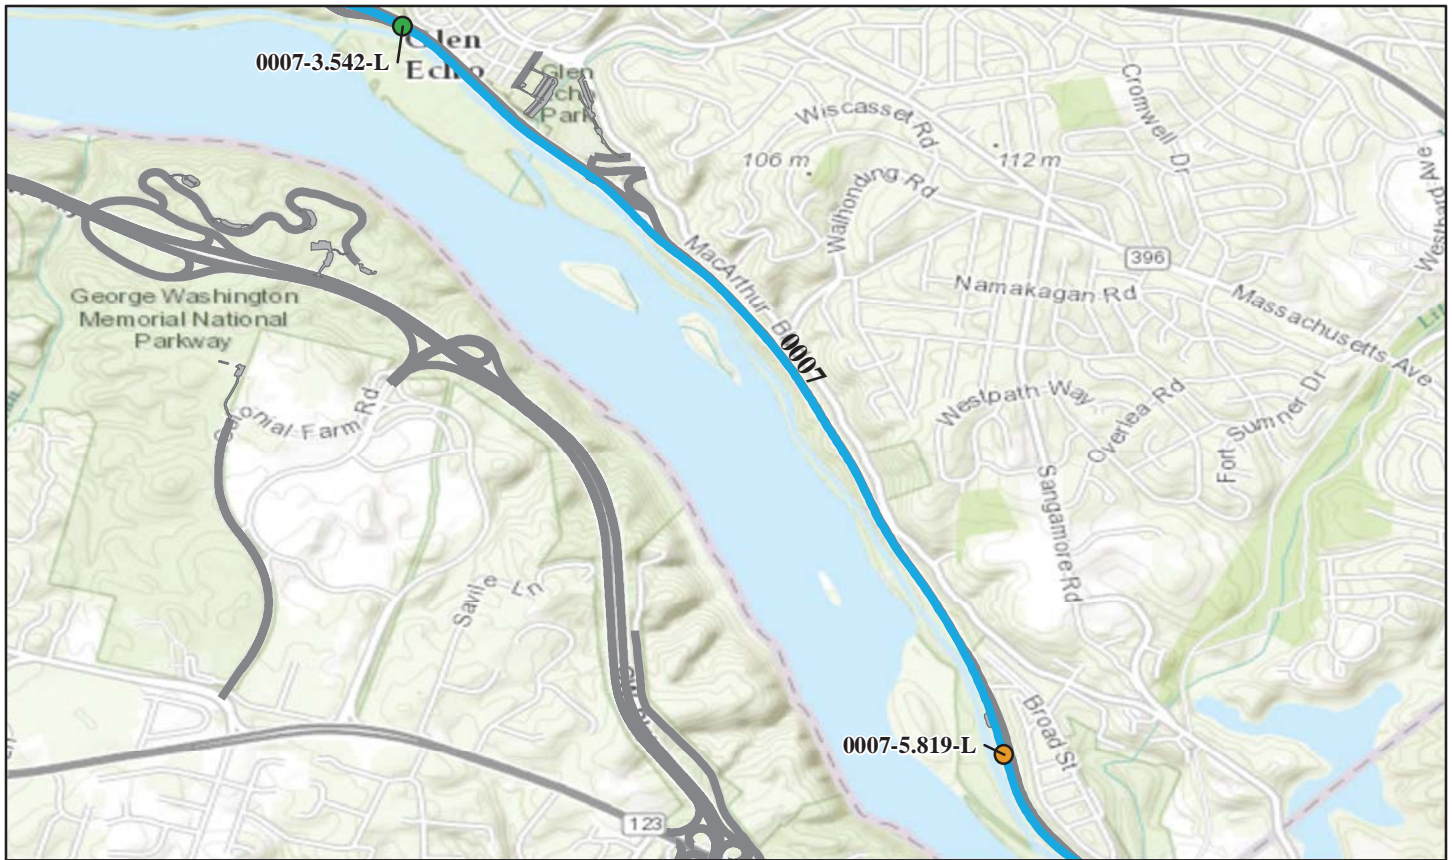 Glen
Echo
0007-3.542-L
Glen
Echo
Park
Wiscasset Rd
Cromwell Dr
106 m
112 m
Walhonding Rd
Westbard Ave
MacArthur
396
Namakagan Rd
Massachusetts Ave
George Washington
Memorial National
Parkway
0007
Farm Rd
Westpath Way
Overlea Rd
Fort Sumner Dr
Sangamore Rd
Savile Ln
Broad St
0007-5.819-L
123